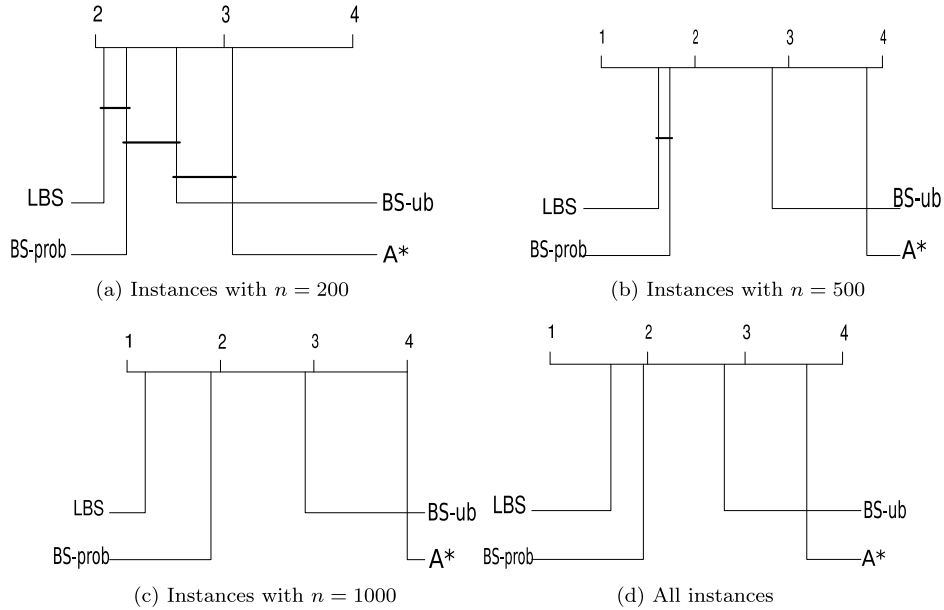 2 3 4
LBS BS-ub
BS-prob A*
(a) Instances with n = 200
1 2 3 4
LBS BS-ub
BS-prob A*
(b) Instances with n = 500
1 2 3 4
LBS BS-ub
BS-prob A*
(c) Instances with n = 1000
1 2 3 4
LBS BS-ub
BS-prob A*
(d) All instances